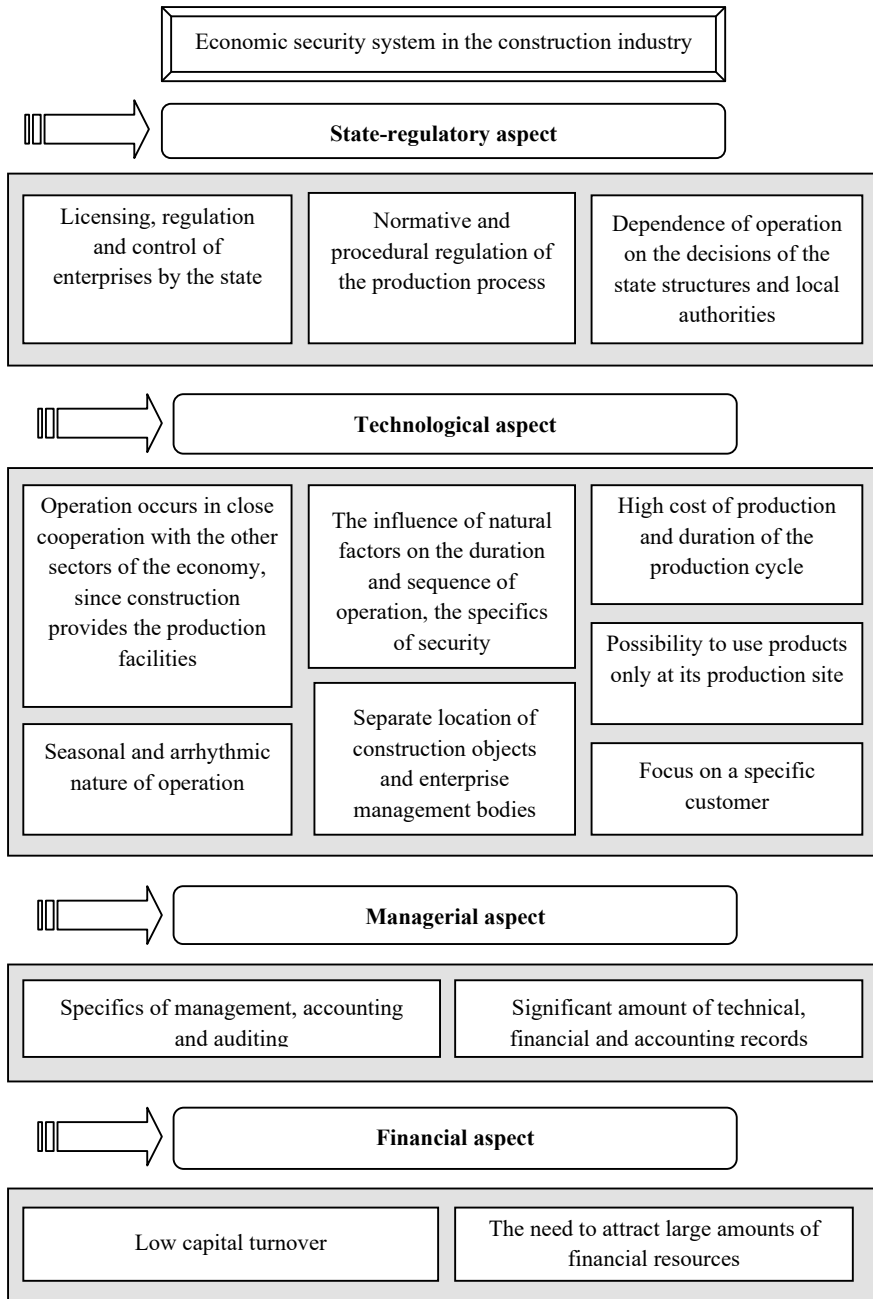 Economic security system in the construction industry
State-regulatory aspect
Licensing, regulation
and control of
enterprises by the state
Normative and
procedural regulation of
the production process
Dependence of operation
on the decisions of the
state structures and local
authorities
Technological aspect
Operation occurs in close
cooperation with the other
sectors of the economy,
since construction
provides the production
facilities
Seasonal and arrhythmic
nature of operation
The influence of natural
factors on the duration
and sequence of
operation, the specifics
of security
Separate location of
construction objects
and enterprise
management bodies
High cost of production
and duration of the
production cycle
Possibility to use products
only at its production site
Focus on a specific
customer
Managerial aspect
Specifics of management, accounting
and auditing
Significant amount of technical,
financial and accounting records
Financial aspect
Low capital turnover
The need to attract large amounts of
financial resources